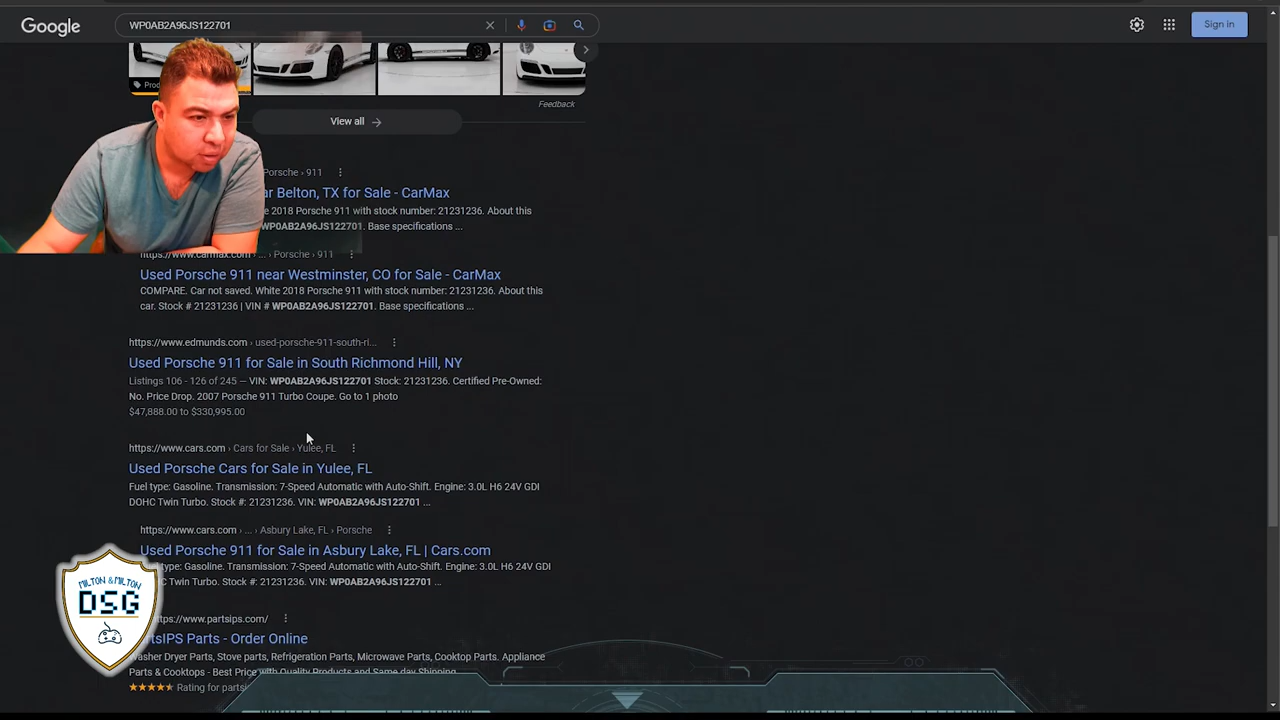 Google
WP0AB2A96JS122701
Sign in
Feedback
View all
Porsche › 911
Belton, TX for Sale - CarMax
2018 Porsche 911 with stock number: 21231236. About this
WP0AB2A96JS122701. Base specifications ...
https://www.carmax.com › ... › Porsche › 911
Used Porsche 911 near Westminster, CO for Sale - CarMax
COMPARE. Car not saved. White 2018 Porsche 911 with stock number: 21231236. About this
car. Stock # 21231236 | VIN # WP0AB2A96JS122701. Base specifications ...
https://www.edmunds.com › used-porsche-911-south-ri...
Used Porsche 911 for Sale in South Richmond Hill, NY
Listings 106 - 126 of 245 — VIN: WP0AB2A96JS122701 Stock: 21231236. Certified Pre-Owned:
No. Price Drop. 2007 Porsche 911 Turbo Coupe. Go to 1 photo
$47,888.00 to $330,995.00
https://www.cars.com › Cars for Sale › Yulee, FL
Used Porsche Cars for Sale in Yulee, FL
Fuel type: Gasoline. Transmission: 7-Speed Automatic with Auto-Shift. Engine: 3.0L H6 24V GDI
DOHC Twin Turbo. Stock #: 21231236. VIN: WP0AB2A96JS122701 ...
https://www.cars.com › ... › Asbury Lake, FL › Porsche
Used Porsche 911 for Sale in Asbury Lake, FL | Cars.com
type: Gasoline. Transmission: 7-Speed Automatic with Auto-Shift. Engine: 3.0L H6 24V GDI
Twin Turbo. Stock #: 21231236. VIN: WP0AB2A96JS122701 ...
MILTON & MILTON
DSG
https://www.partsips.com/
PartsIPS Parts - Order Online
Washer Dryer Parts, Stove parts, Refrigeration Parts, Microwave Parts, Cooktop Parts. Appliance
Parts & Cooktops - Best Price with Quality Products and Same day Shipping
Rating for partsi